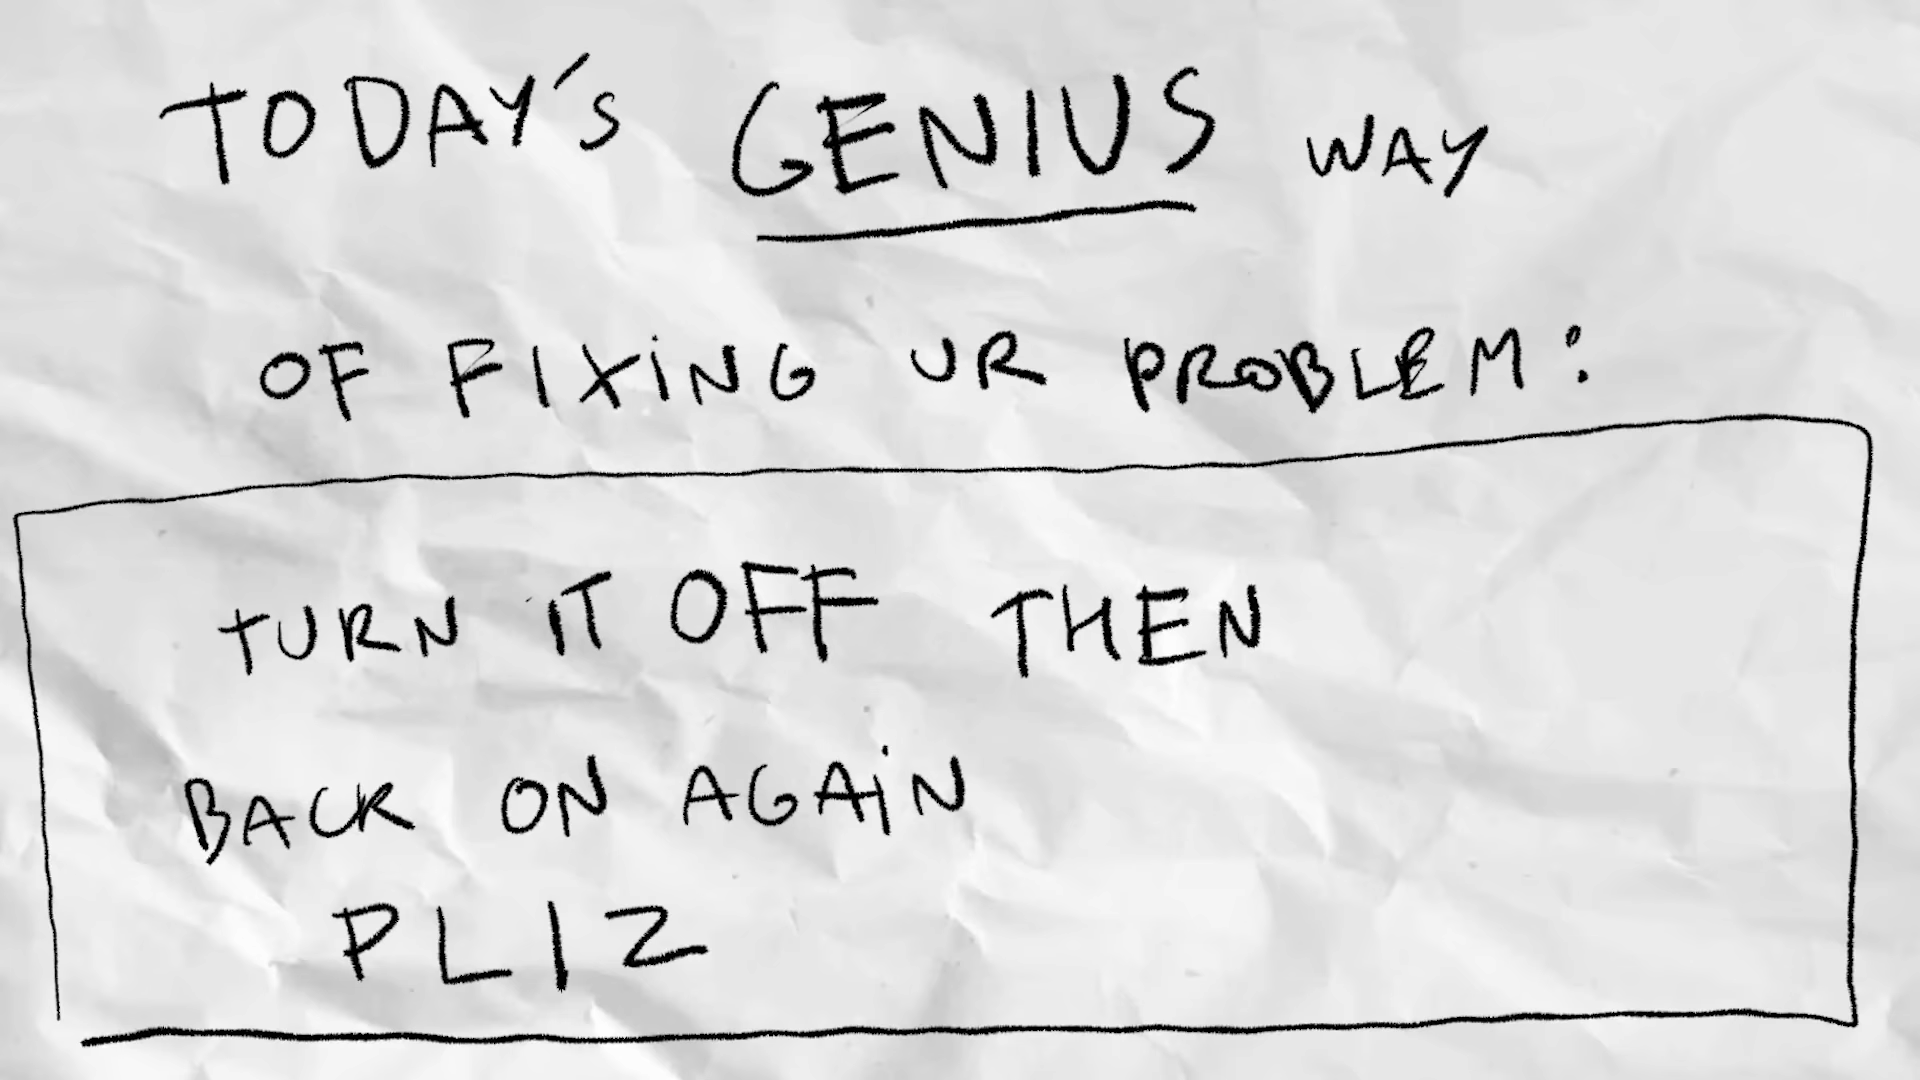 TODAY'S GENIUS WAY
OF FIXING UR PROBLEM:
TURN IT OFF THEN
BACK ON AGAIN
PLIZ